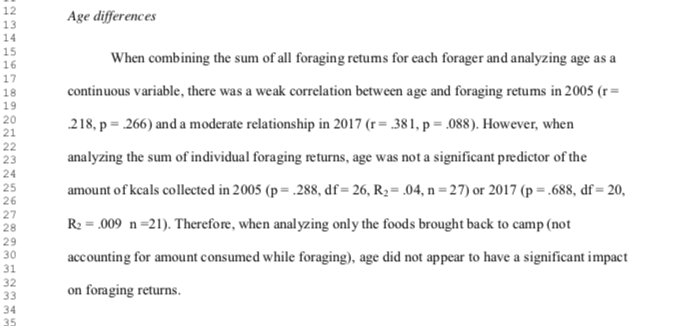 12
13
14
15
16
17
18
19
20
21
22
23
24
25
26
27
28
29
30
31
32
33
34
35
Age differences
When combining the sum of all foraging returns for each forager and analyzing age as a
continuous variable, there was a weak correlation between age and foraging returns in 2005 (r =
.218, p = .266) and a moderate relationship in 2017 (r = .381, p = .088). However, when
analyzing the sum of individual foraging returns, age was not a significant predictor of the
amount of kcals collected in 2005 (p = .288, df = 26, R2 = .04, n = 27) or 2017 (p = .688, df = 20,
R2 = .009 n =21). Therefore, when analyzing only the foods brought back to camp (not
accounting for amount consumed while foraging), age did not appear to have a significant impact
on foraging returns.